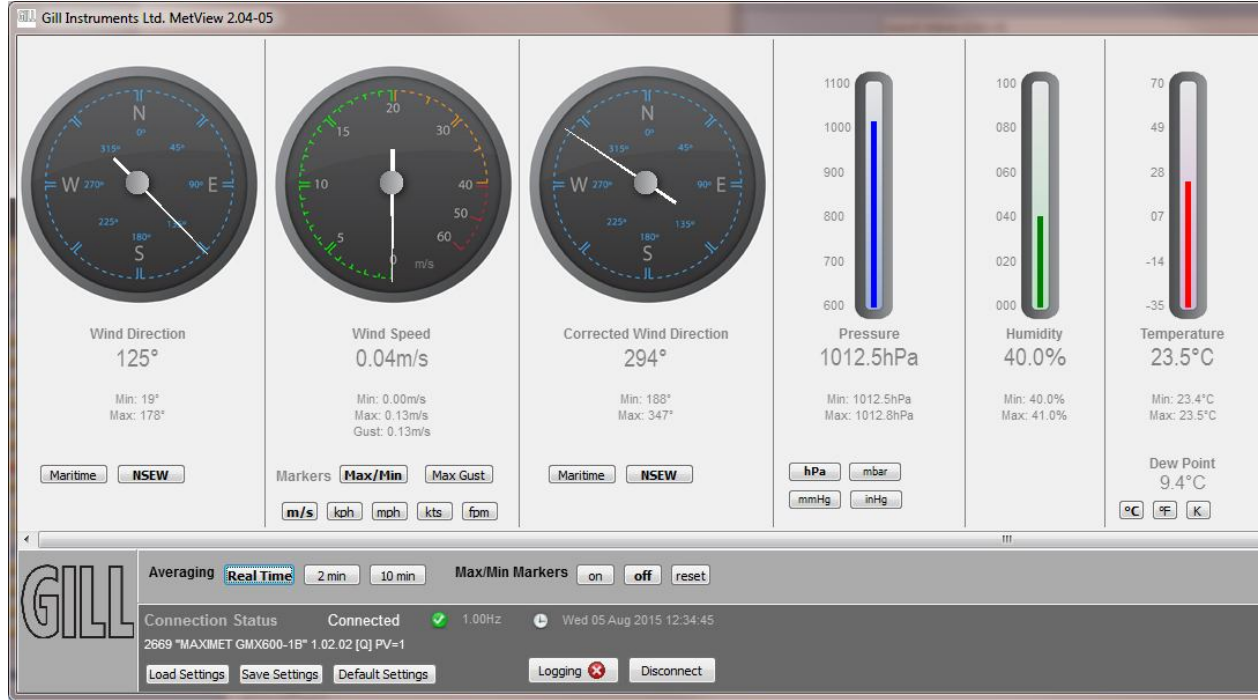 Gill Instruments Ltd. MetView 2.04-05
N
0°
315° 45°
W 270° 90° E
225° 135°
180°
S
20
15 30
10 40
50
5 60
0 m/s
N
0°
315° 45°
W 270° 90° E
225° 135°
180°
S
1100
1000
900
800
700
600
100
080
060
040
020
000
70
49
28
07
-14
-35
Wind Direction
125°
Min: 19°
Max: 178°
Maritime NSEW
Wind Speed
0.04m/s
Min: 0.00m/s
Max: 0.13m/s
Gust: 0.13m/s
Markers Max/Min Max Gust
m/s kph mph kts fpm
Corrected Wind Direction
294°
Min: 188°
Max: 347°
Maritime NSEW
Pressure
1012.5hPa
Min: 1012.5hPa
Max: 1012.8hPa
hPa mbar
mmHg inHg
Humidity
40.0%
Min: 40.0%
Max: 41.0%
Temperature
23.5°C
Min: 23.4°C
Max: 23.5°C
Dew Point
9.4°C
°C °F K
GILL
Averaging Real Time 2 min 10 min Max/Min Markers on off reset
Connection Status Connected 1.00Hz Wed 05 Aug 2015 12:34:45
2669 "MAXIMET GMX600-1B" 1.02.02 [Q] PV=1
Load Settings Save Settings Default Settings Logging Disconnect